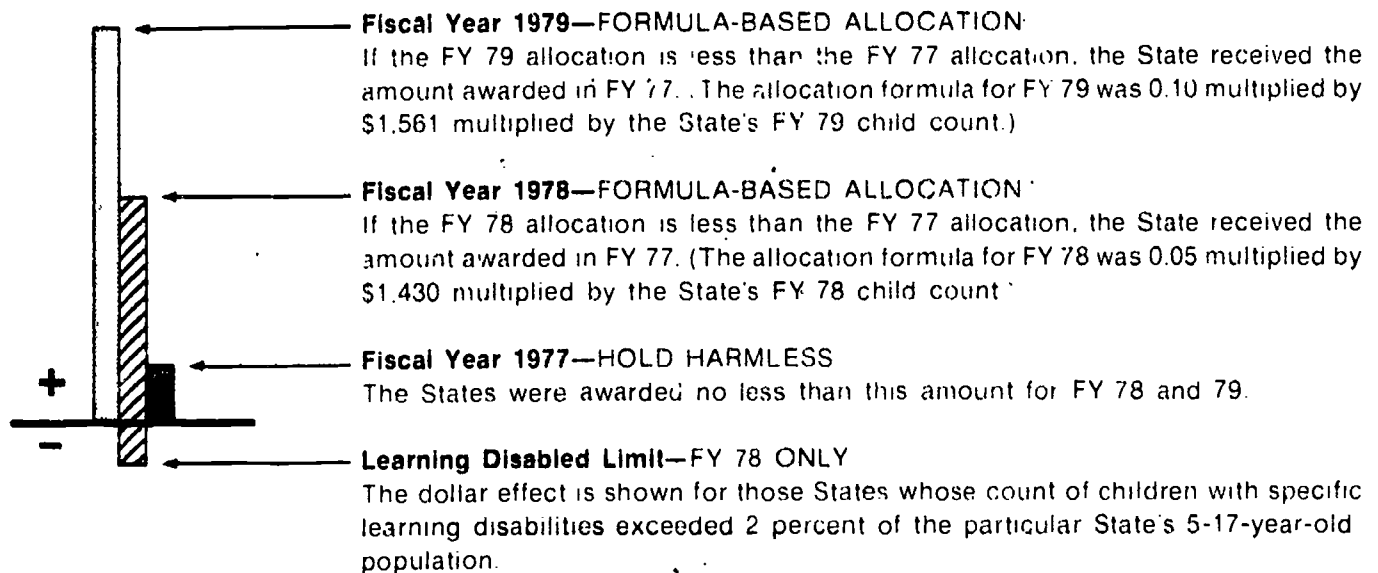 Fiscal Year 1979—FORMULA-BASED ALLOCATION
If the FY 79 allocation is less than the FY 77 allocation, the State received the
amount awarded in FY 77. . The allocation formula for FY 79 was 0.10 multiplied by
$1.561 multiplied by the State's FY 79 child count.)
Fiscal Year 1978—FORMULA-BASED ALLOCATION
If the FY 78 allocation is less than the FY 77 allocation, the State received the
amount awarded in FY 77. (The allocation formula for FY 78 was 0.05 multiplied by
$1.430 multiplied by the State's FY 78 child count
Fiscal Year 1977—HOLD HARMLESS
+
The States were awarded no less than this amount for FY 78 and 79.
−
Learning Disabled Limit—FY 78 ONLY
The dollar effect is shown for those States whose count of children with specific
learning disabilities exceeded 2 percent of the particular State's 5-17-year-old
population.